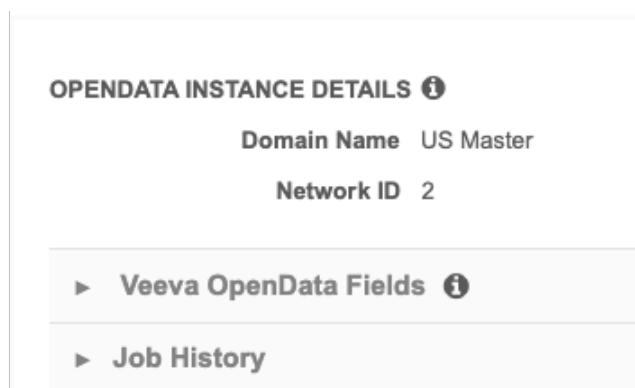 OPENDATA INSTANCE DETAILS
Domain Name US Master
Network ID 2
Veeva OpenData Fields
Job History